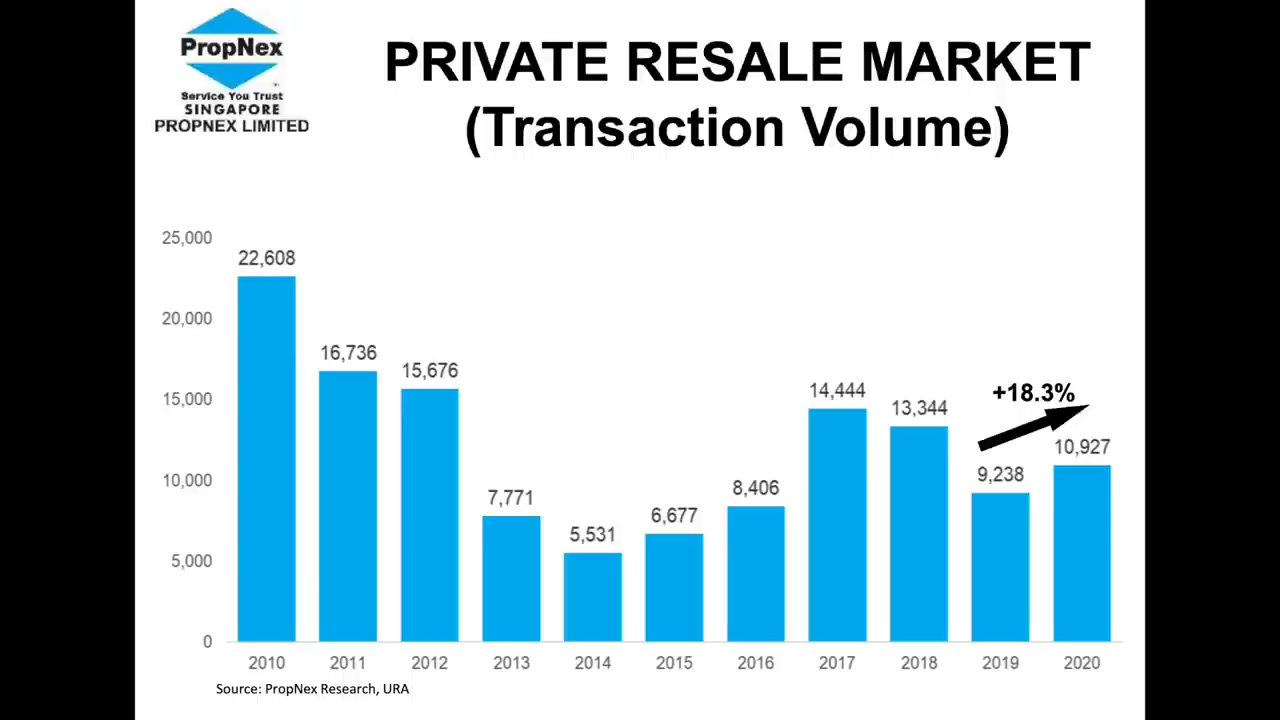 PropNex
Service You Trust
SINGAPORE
PROPNEX LIMITED
PRIVATE RESALE MARKET
(Transaction Volume)
25,000
20,000
15,000
10,000
5,000
0
22,608
16,736
15,676
7,771
5,531
6,677
8,406
14,444
13,344
9,238
10,927
+18.3%
2010 2011 2012 2013 2014 2015 2016 2017 2018 2019 2020
Source: PropNex Research, URA